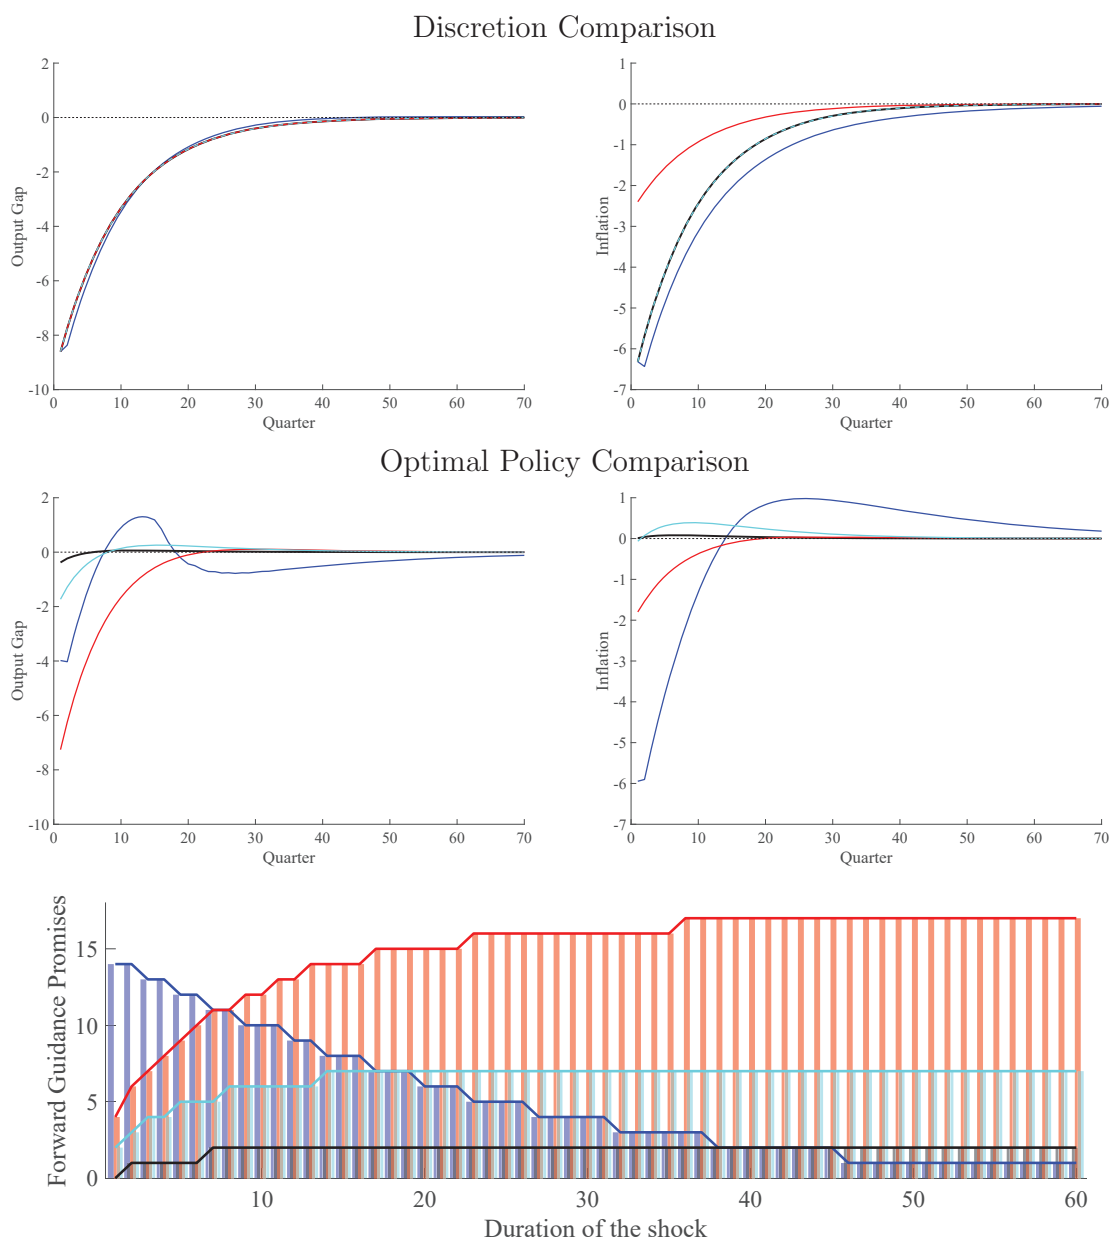 Discretion Comparison
2
0
-2
-4
-6
-8
-10
Output Gap
0 10 20 30 40 50 60 70
Quarter
1
0
-1
-2
-3
-4
-5
-6
-7
Inflation
0 10 20 30 40 50 60 70
Quarter
Optimal Policy Comparison
2
0
-2
-4
-6
-8
-10
Output Gap
0 10 20 30 40 50 60 70
Quarter
1
0
-1
-2
-3
-4
-5
-6
-7
Inflation
0 10 20 30 40 50 60 70
Quarter
Forward Guidance Promises
15
10
5
0
10 20 30 40 50 60
Duration of the shock